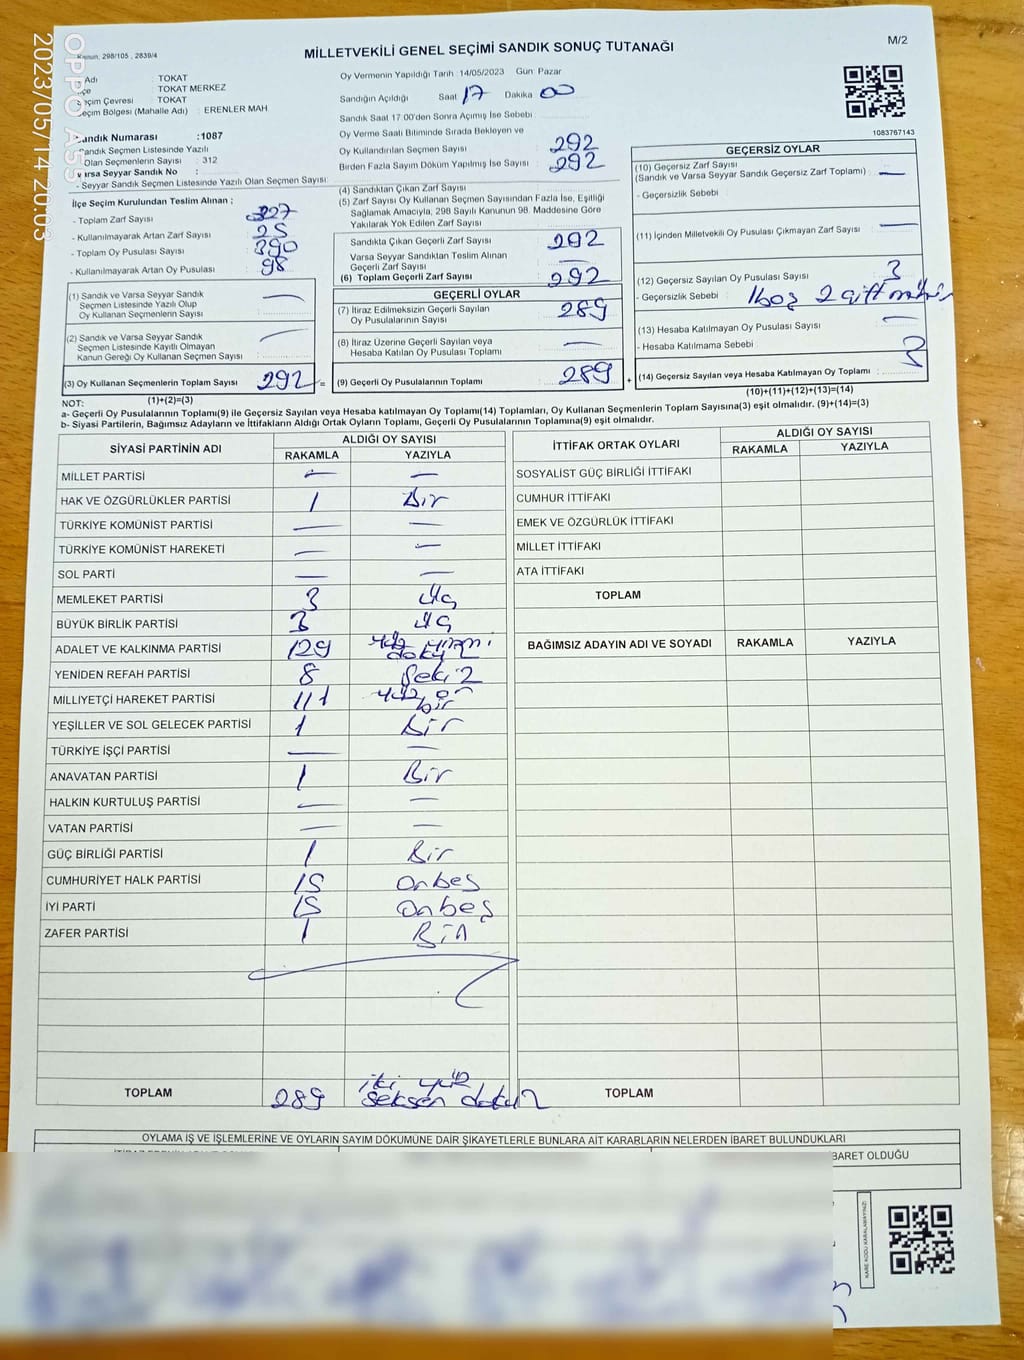 OPPO A55
2023/05/14 20:03
Kanun: 298/105 , 2839/4
MİLLETVEKİLİ GENEL SEÇİMİ SANDIK SONUÇ TUTANAĞI
M/2
Adı : TOKAT
: TOKAT MERKEZ
Seçim Çevresi : TOKAT
Seçim Bölgesi (Mahalle Adı) : ERENLER MAH
Sandık Numarası :1087
Sandık Seçmen Listesinde Yazılı
Olan Seçmenlerin Sayısı : 312
Varsa Seyyar Sandık No :
- Seyyar Sandık Seçmen Listesinde Yazılı Olan Seçmen Sayısı:
Oy Vermenin Yapıldığı Tarih :14/05/2023 Gün: Pazar
Sandığın Açıldığı Saat 17 Dakika 00
Sandık Saat 17.00'den Sonra Açımış İse Sebebi :
Oy Verme Saati Bitiminde Sırada Bekleyen ve
Oy Kullandırılan Seçmen Sayısı : 292
Birden Fazla Sayım Döküm Yapılmış İse Sayısı : 292
1083767143
İlçe Seçim Kurulundan Teslim Alınan ;
- Toplam Zarf Sayısı : 327
- Kullanılmayarak Artan Zarf Sayısı : 25
- Toplam Oy Pusulası Sayısı : 390
- Kullanılmayarak Artan Oy Pusulası : 98
(4) Sandıktan Çıkan Zarf Sayısı :
(5) Zarf Sayısı Oy Kullanan Seçmen Sayısından Fazla İse, Eşitliği
Sağlamak Amacıyla, 298 Sayılı Kanunun 98. Maddesine Göre
Yakılarak Yok Edilen Zarf Sayısı :
Sandıkta Çıkan Geçerli Zarf Sayısı : 292
Varsa Seyyar Sandıktan Teslim Alınan
Geçerli Zarf Sayısı : —
(6) Toplam Geçerli Zarf Sayısı : 292
GEÇERSİZ OYLAR
(10) Geçersiz Zarf Sayısı
(Sandık ve Varsa Seyyar Sandık Geçersiz Zarf Toplamı) : —
- Geçersizlik Sebebi :
(11) İçinden Milletvekili Oy Pusulası Çıkmayan Zarf Sayısı : —
(12) Geçersiz Sayılan Oy Pusulası Sayısı : 3
- Geçersizlik Sebebi : 1 boş 2 çift mühür
(13) Hesaba Katılmayan Oy Pusulası Sayısı : —
- Hesaba Katılmama Sebebi :
(14) Geçersiz Sayılan veya Hesaba Katılmayan Oy Toplamı : 3
(10)+(11)+(12)+(13)=(14)
(1) Sandık ve Varsa Seyyar Sandık
Seçmen Listesinde Yazılı Olup
Oy Kullanan Seçmenlerin Sayısı : —
(2) Sandık ve Varsa Seyyar Sandık
Seçmen Listesinde Kayıtlı Olmayan
Kanun Gereği Oy Kullanan Seçmen Sayısı : —
(3) Oy Kullanan Seçmenlerin Toplam Sayısı 292 =
(1)+(2)=(3)
GEÇERLİ OYLAR
(7) İtiraz Edilmeksizin Geçerli Sayılan
Oy Pusulalarının Sayısı : 289
(8) İtiraz Üzerine Geçerli Sayılan veya
Hesaba Katılan Oy Pusulası Toplamı : —
(9) Geçerli Oy Pusulalarının Toplamı : 289 +
NOT:
a- Geçerli Oy Pusulalarının Toplamı(9) ile Geçersiz Sayılan veya Hesaba katılmayan Oy Toplamı(14) Toplamları, Oy Kullanan Seçmenlerin Toplam Sayısına(3) eşit olmalıdır. (9)+(14)=(3)
b- Siyasi Partilerin, Bağımsız Adayların ve İttifakların Aldığı Ortak Oyların Toplamı, Geçerli Oy Pusulalarının Toplamına(9) eşit olmalıdır.
SİYASİ PARTİNİN ADI ALDIĞI OY SAYISI
RAKAMLA YAZIYLA
MİLLET PARTİSİ — —
HAK VE ÖZGÜRLÜKLER PARTİSİ 1 Bir
TÜRKİYE KOMÜNİST PARTİSİ — —
TÜRKİYE KOMÜNİST HAREKETİ — —
SOL PARTİ — —
MEMLEKET PARTİSİ 3 üç
BÜYÜK BİRLİK PARTİSİ 3 üç
ADALET VE KALKINMA PARTİSİ 129 yüz yirmi dokuz
YENİDEN REFAH PARTİSİ 8 Sekiz
MİLLİYETÇİ HAREKET PARTİSİ 111 yüz on bir
YEŞİLLER VE SOL GELECEK PARTİSİ 1 Bir
TÜRKİYE İŞÇİ PARTİSİ — —
ANAVATAN PARTİSİ 1 Bir
HALKIN KURTULUŞ PARTİSİ — —
VATAN PARTİSİ — —
GÜÇ BİRLİĞİ PARTİSİ 1 Bir
CUMHURİYET HALK PARTİSİ 15 onbeş
İYİ PARTİ 15 onbeş
ZAFER PARTİSİ 1 Bir
TOPLAM 289 iki yüz seksen dokuz
İTTİFAK ORTAK OYLARI ALDIĞI OY SAYISI
RAKAMLA YAZIYLA
SOSYALİST GÜÇ BİRLİĞİ İTTİFAKI
CUMHUR İTTİFAKI
EMEK VE ÖZGÜRLÜK İTTİFAKI
MİLLET İTTİFAKI
ATA İTTİFAKI
TOPLAM
BAĞIMSIZ ADAYIN ADI VE SOYADI RAKAMLA YAZIYLA
TOPLAM
OYLAMA İŞ VE İŞLEMLERİNE VE OYLARIN SAYIM DÖKÜMÜNE DAİR ŞİKAYETLERLE BUNLARA AİT KARARLARIN NELERDEN İBARET BULUNDUKLARI
BARET OLDUĞU
KARE KODU KARALAMAYINIZ!